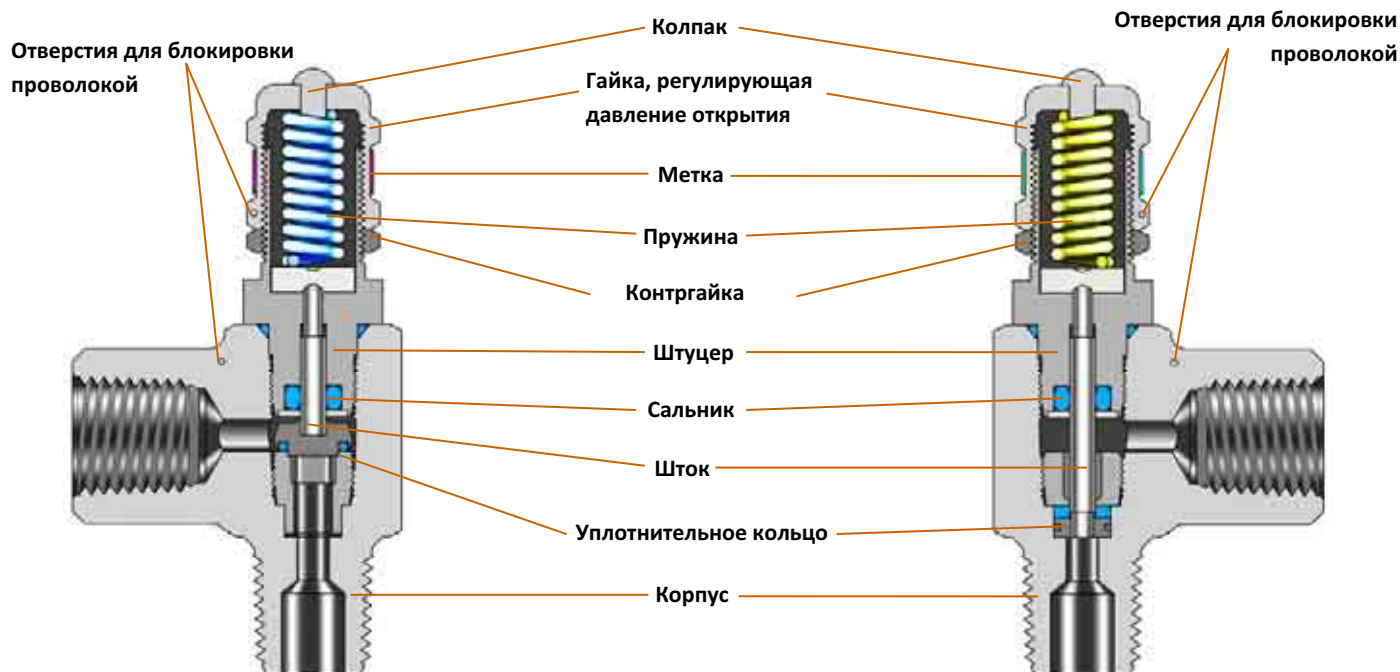 Отверстия для блокировки
проволокой
Колпак
Гайка, регулирующая
давление открытия
Метка
Пружина
Контргайка
Штуцер
Сальник
Шток
Уплотнительное кольцо
Корпус
Отверстия для блокировки
проволокой